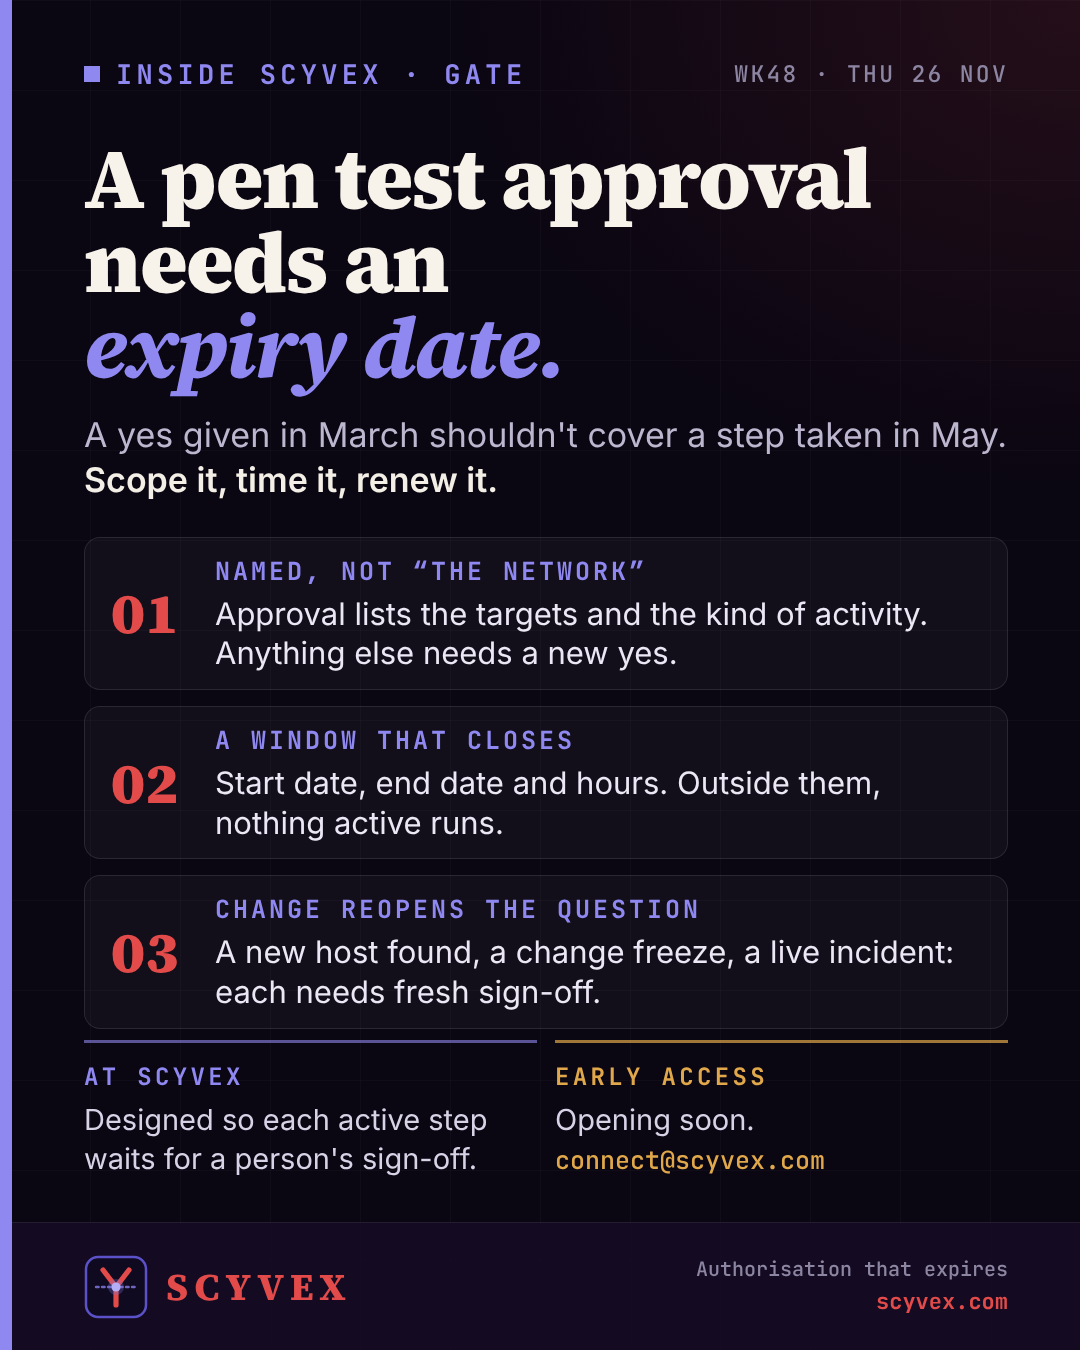 INSIDE SCYVEX · GATE
WK48 · THU 26 NOV
A pen test approval
needs an
expiry date.
A yes given in March shouldn't cover a step taken in May.
Scope it, time it, renew it.
01
NAMED, NOT “THE NETWORK”
Approval lists the targets and the kind of activity.
Anything else needs a new yes.
02
A WINDOW THAT CLOSES
Start date, end date and hours. Outside them,
nothing active runs.
03
CHANGE REOPENS THE QUESTION
A new host found, a change freeze, a live incident:
each needs fresh sign-off.
AT SCYVEX
Designed so each active step
waits for a person's sign-off.
EARLY ACCESS
Opening soon.
connect@scyvex.com
SCYVEX
Authorisation that expires
scyvex.com